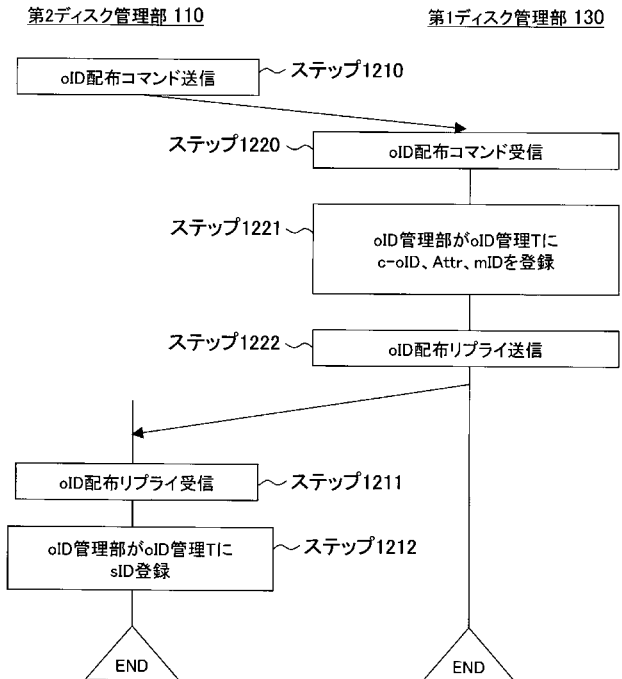 第2ディスク管理部 110
第1ディスク管理部 130
oID配布コマンド送信
ステップ1210
ステップ1220
oID配布コマンド受信
ステップ1221
oID管理部がoID管理Tに
c-oID、Attr、mIDを登録
ステップ1222
oID配布リプライ送信
oID配布リプライ受信
ステップ1211
oID管理部がoID管理Tに
sID登録
ステップ1212
END
END